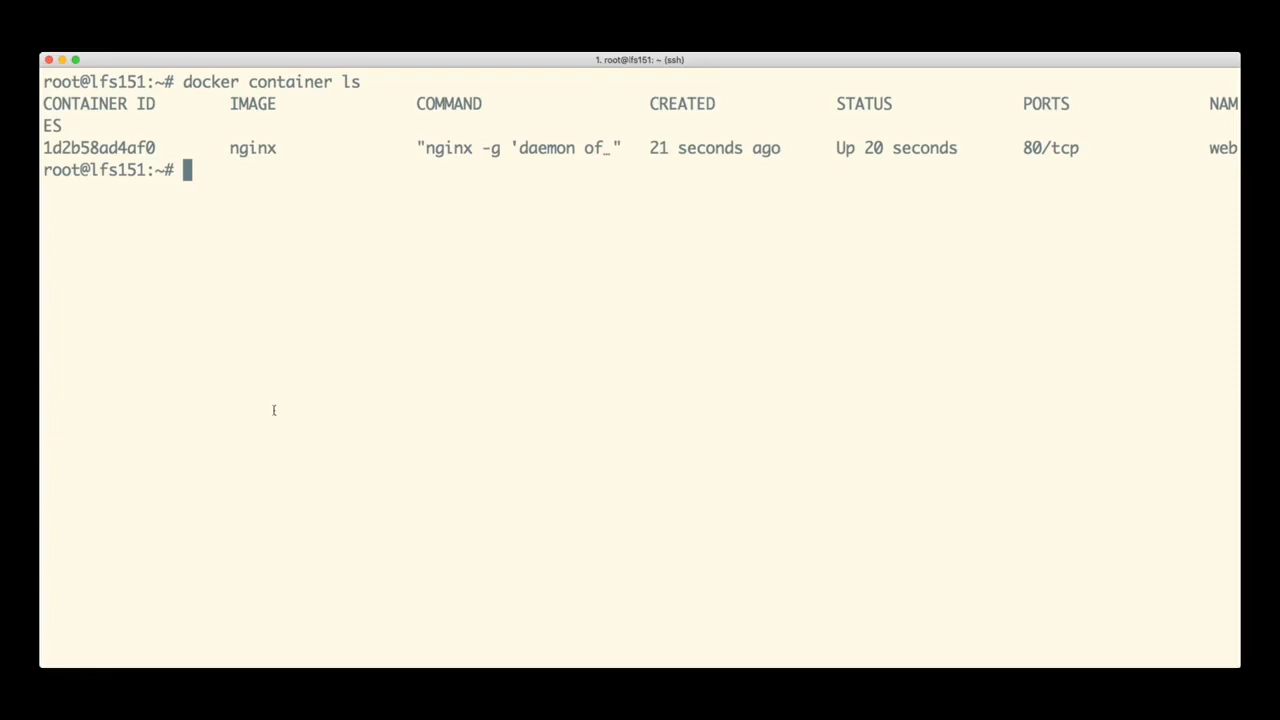 1. root@lfs151: ~ (ssh)
root@lfs151:~# docker container ls
CONTAINER ID IMAGE COMMAND CREATED STATUS PORTS NAM
ES
1d2b58ad4af0 nginx "nginx -g 'daemon of…" 21 seconds ago Up 20 seconds 80/tcp web
root@lfs151:~#